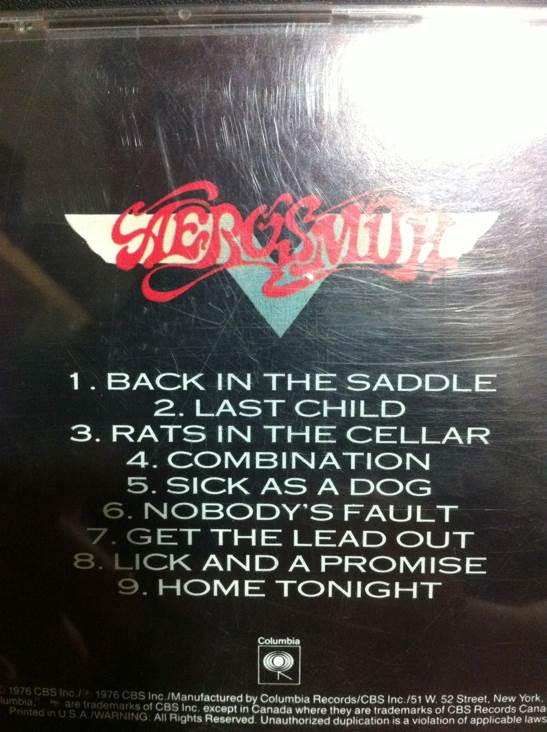 AEROSMITH
1. BACK IN THE SADDLE
2. LAST CHILD
3. RATS IN THE CELLAR
4. COMBINATION
5. SICK AS A DOG
6. NOBODY'S FAULT
7. GET THE LEAD OUT
8. LICK AND A PROMISE
9. HOME TONIGHT
Columbia
1976 CBS Inc./℗ 1976 CBS Inc./Manufactured by Columbia Records/CBS Inc./51 W. 52 Street, New York,
are trademarks of CBS Inc. except in Canada where they are trademarks of CBS Records
Printed in U.S.A./WARNING: All Rights Reserved. Unauthorized duplication is a violation of applicable laws